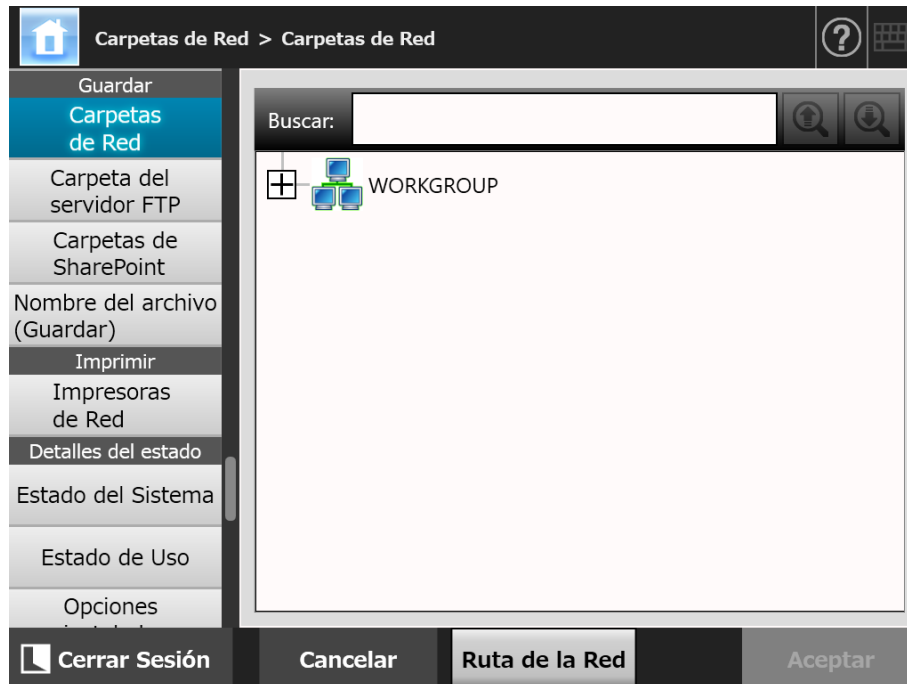 Carpetas de Red > Carpetas de Red
?
Guardar
Carpetas
de Red
Carpeta del
servidor FTP
Carpetas de
SharePoint
Nombre del archivo
(Guardar)
Imprimir
Impresoras
de Red
Detalles del estado
Estado del Sistema
Estado de Uso
Opciones
Buscar:
WORKGROUP
Cerrar Sesión
Cancelar
Ruta de la Red
Aceptar